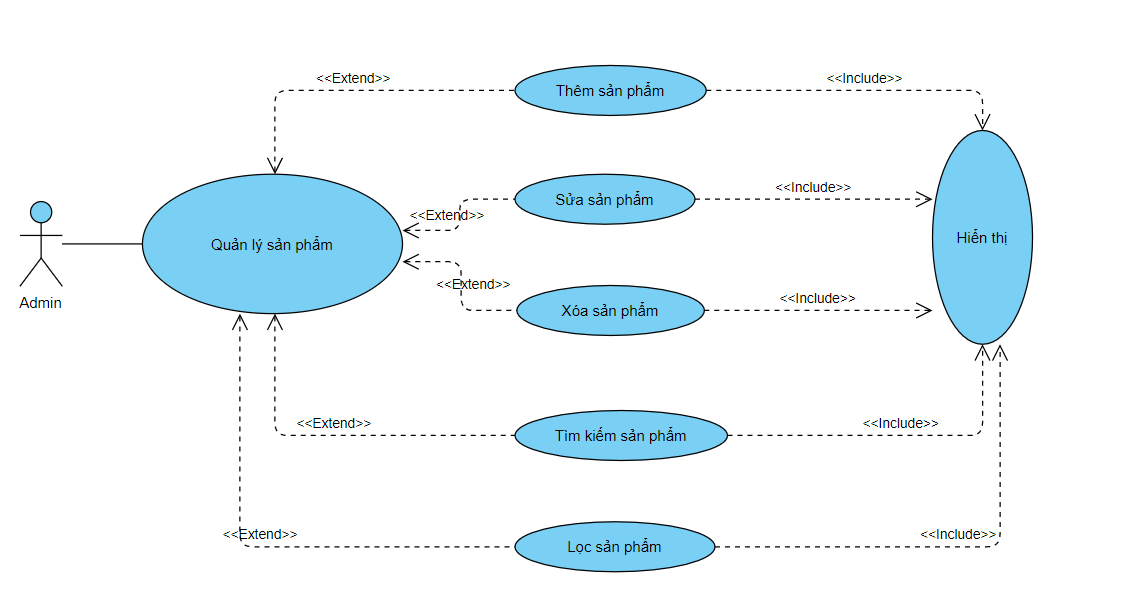 <<Extend>>
Thêm sản phẩm
<<Include>>
Sửa sản phẩm
<<Include>>
<<Extend>>
Quản lý sản phẩm
Hiển thị
Admin
<<Extend>>
Xóa sản phẩm
<<Include>>
<<Extend>>
Tìm kiếm sản phẩm
<<Include>>
<<Extend>>
Lọc sản phẩm
<<Include>>